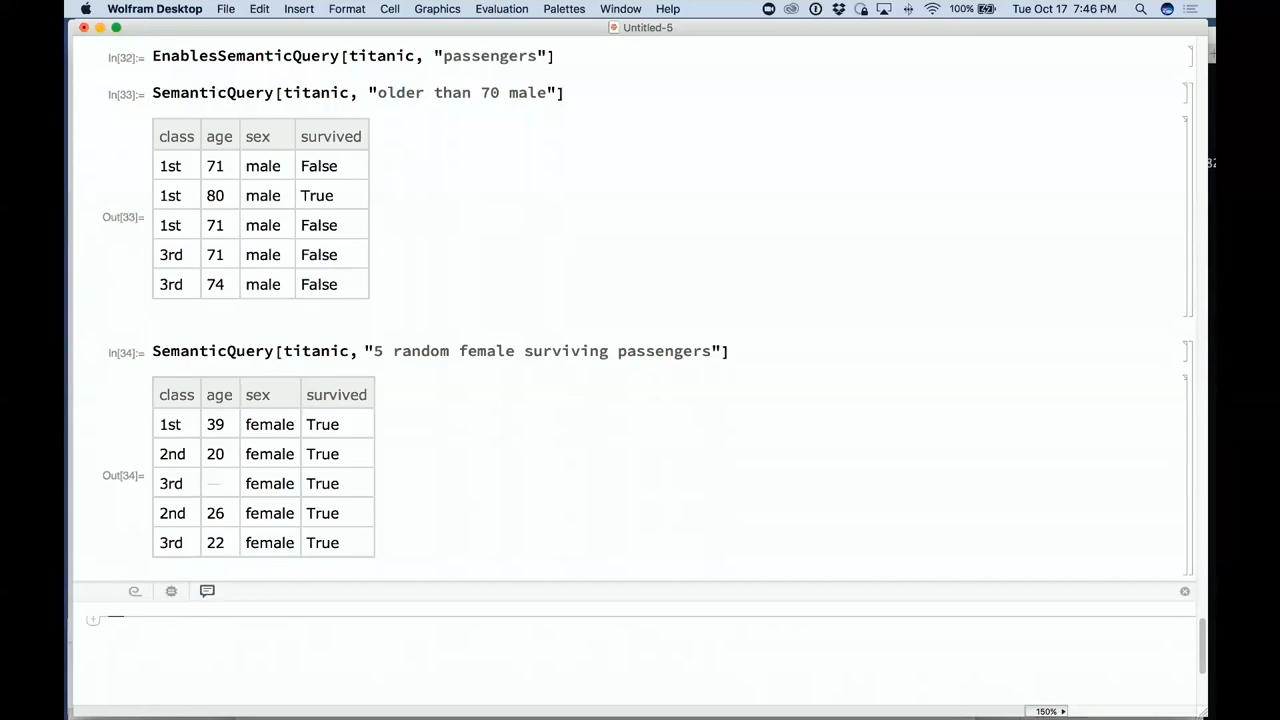 Wolfram Desktop File Edit Insert Format Cell Graphics Evaluation Palettes Window Help 100% Tue Oct 17 7:46 PM
Untitled-5
In[32]:= EnablesSemanticQuery[titanic, "passengers"]
In[33]:= SemanticQuery[titanic, "older than 70 male"]
class age sex survived
1st 71 male False
1st 80 male True
Out[33]=
1st 71 male False
3rd 71 male False
3rd 74 male False
In[34]:= SemanticQuery[titanic, "5 random female surviving passengers"]
class age sex survived
1st 39 female True
2nd 20 female True
Out[34]=
3rd — female True
2nd 26 female True
3rd 22 female True
150%